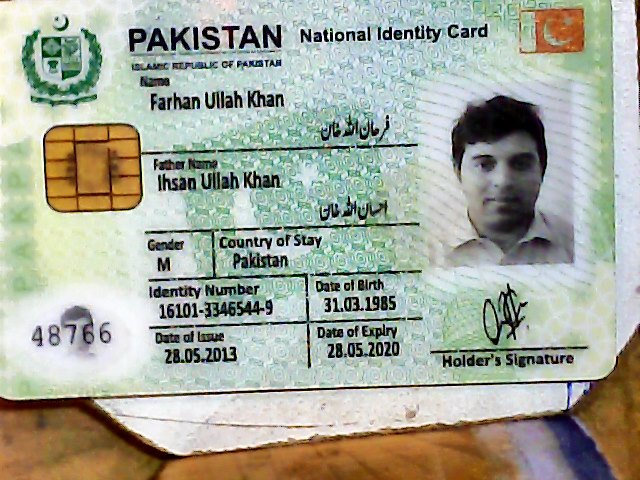 PAKISTAN National Identity Card
ISLAMIC REPUBLIC OF PAKISTAN
Name
Farhan Ullah Khan
فرحان اللہ خان
Father Name
Ihsan Ullah Khan
احسان اللہ خان
Gender Country of Stay
M Pakistan
Identity Number Date of Birth
16101-3346544-9 31.03.1985
Date of Issue Date of Expiry
28.05.2013 28.05.2020
48766
Holder's Signature